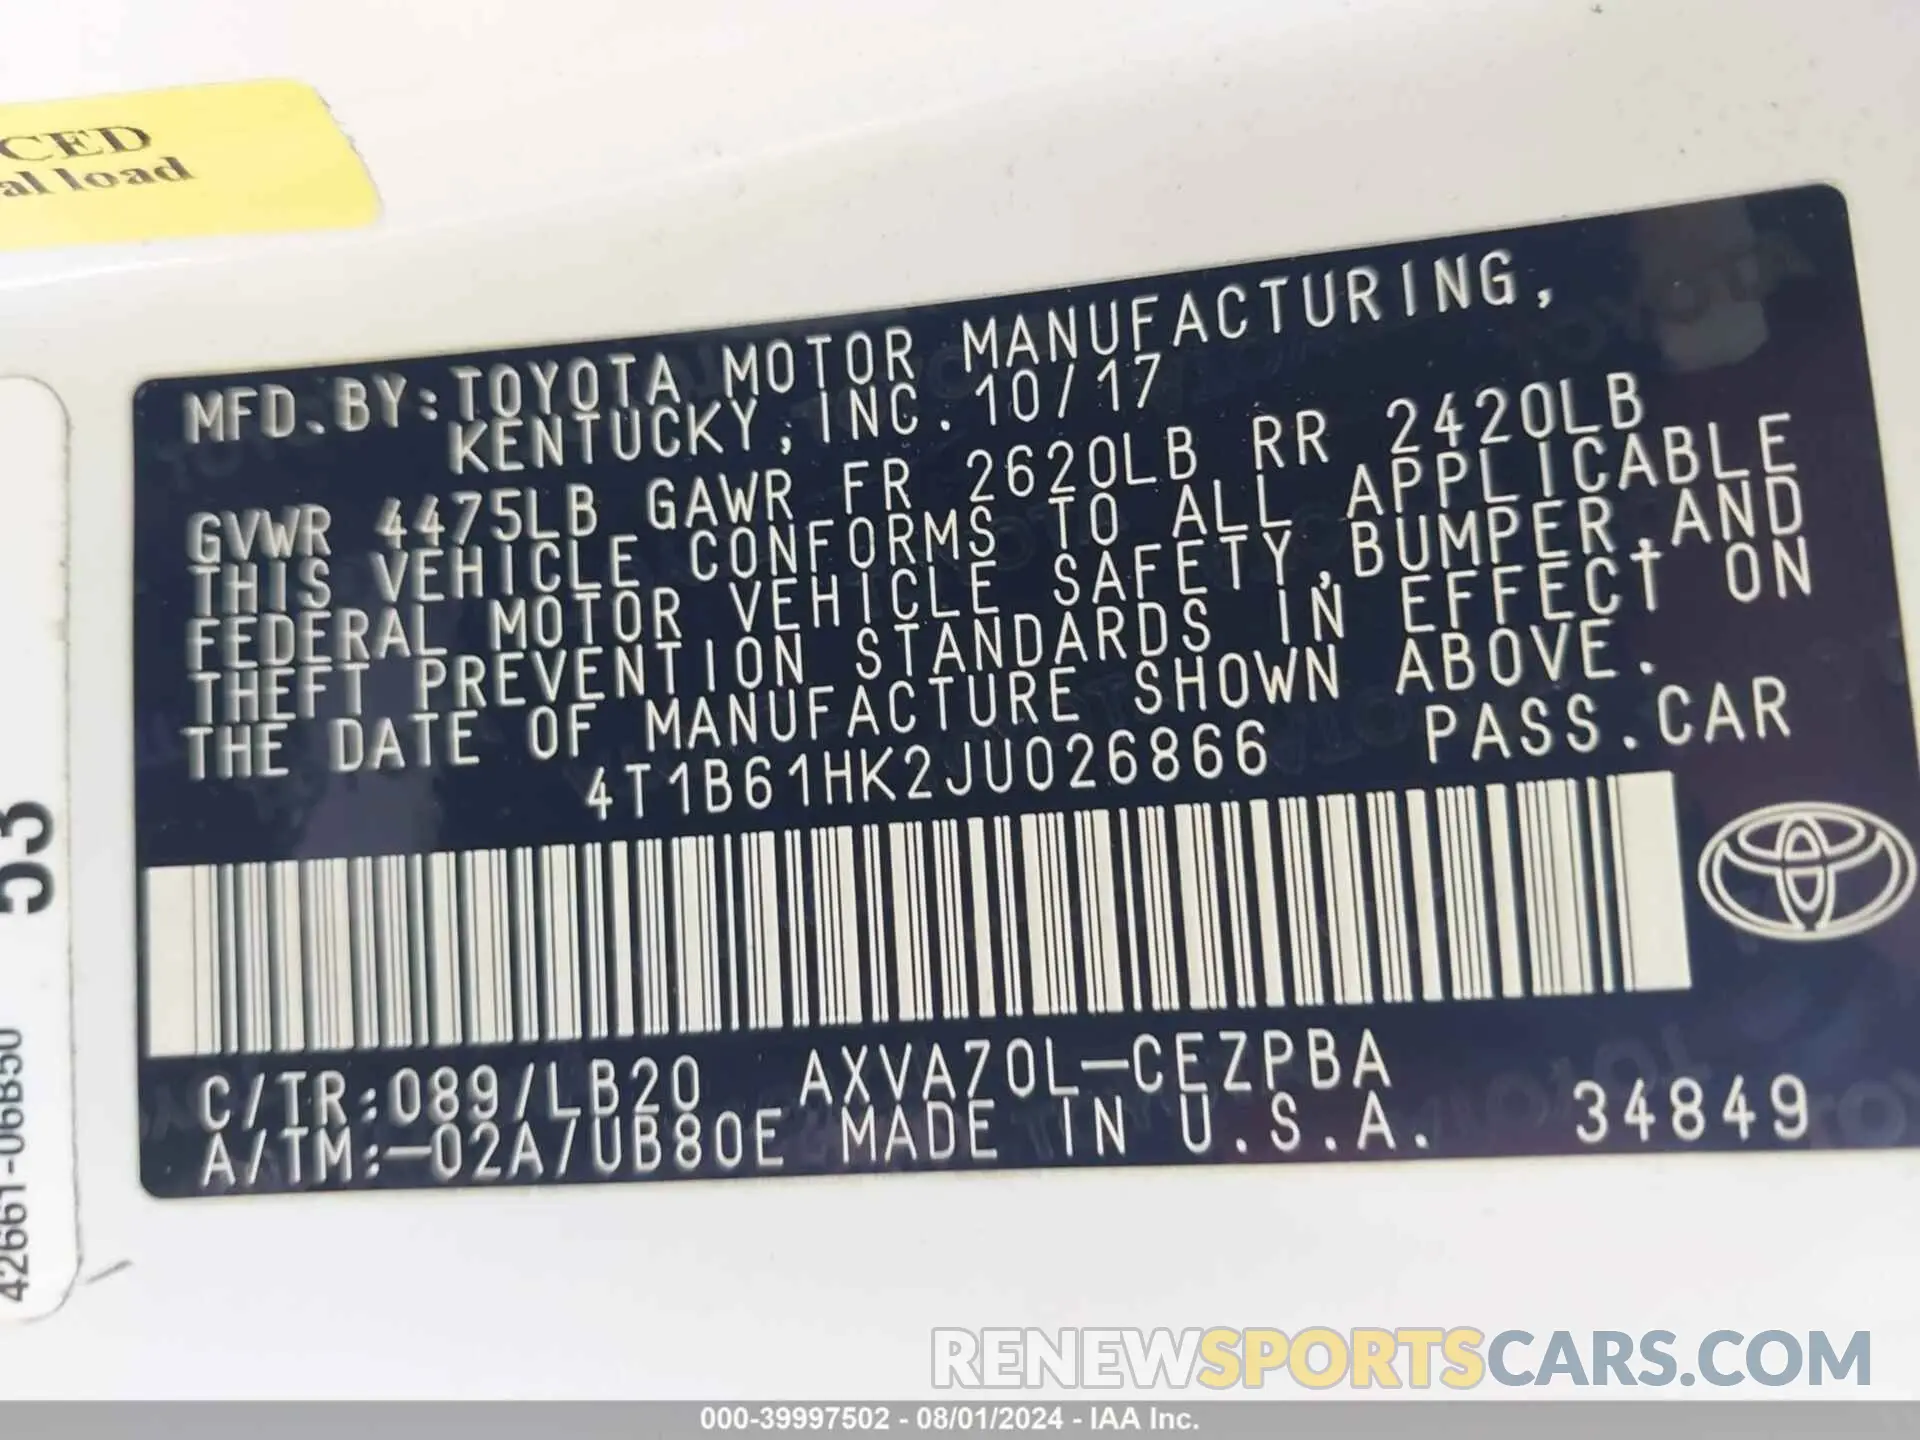 CED
al load
MFD.BY:TOYOTA MOTOR MANUFACTURING,
KENTUCKY,INC.10/17
GVWR 4475LB GAWR FR 2620LB RR 2420LB
THIS VEHICLE CONFORMS TO ALL APPLICABLE
FEDERAL MOTOR VEHICLE SAFETY,BUMPER,AND
THEFT PREVENTION STANDARDS IN EFFECT ON
THE DATE OF MANUFACTURE SHOWN ABOVE.
4T1B61HK2JU026866 PASS.CAR
C/TR:089/LB20 AXVA70L-CEZPBA
A/TM:-02A/UB80E MADE IN U.S.A. 34849
53
42661-06B50
RENEWSPORTSCARS.COM
000-39997502 - 08/01/2024 - IAA Inc.